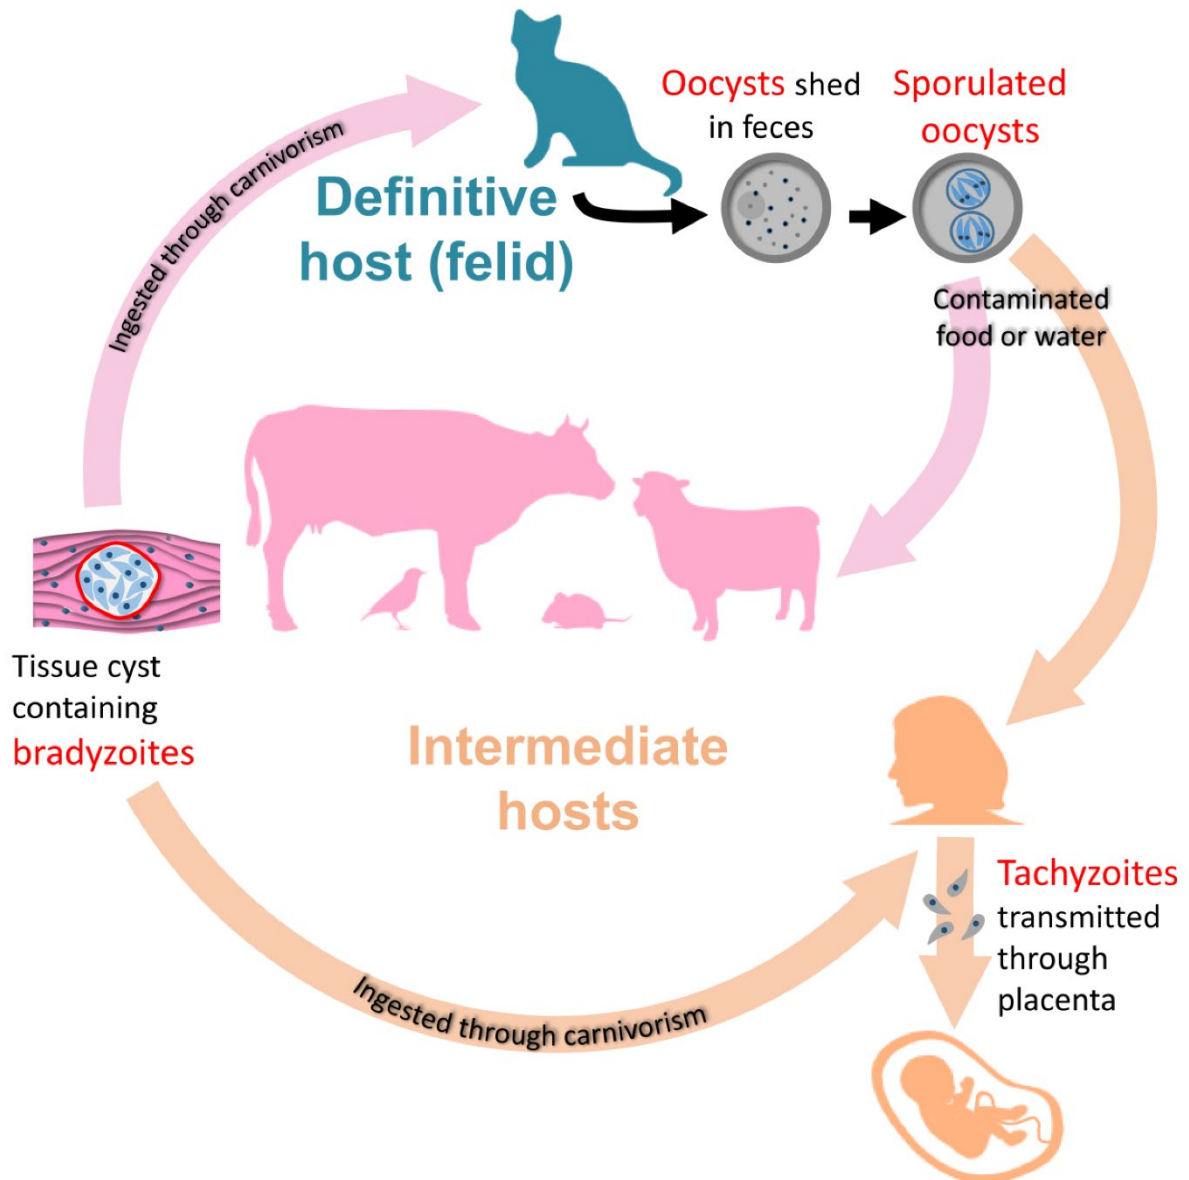 Ingested through carnivorism
Definitive
host (felid)
Oocysts shed
in feces
Sporulated
oocysts
Contaminated
food or water
Tissue cyst
containing
bradyzoites
Intermediate
hosts
Ingested through carnivorism
Tachyzoites
transmitted
through
placenta